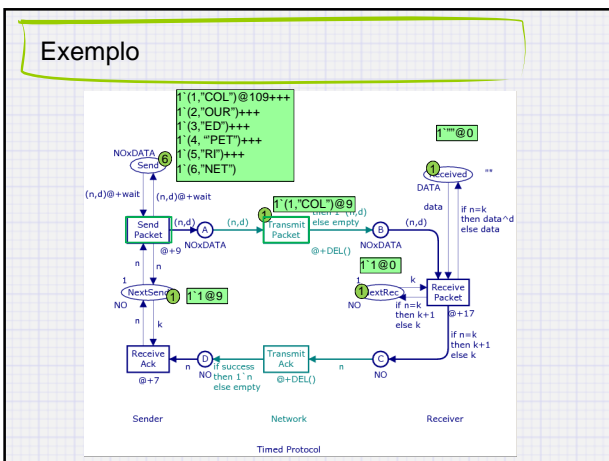 Exemplo
1`(1,"COL")@109+++
1`(2,"OUR")+++
1`(3,"ED")+++
1`(4, "'PET")+++
1`(5,"RI")+++
1`(6,"NET")
1`""@0
NOxDATA
Send
6
1
""
DATA
(n,d)@+wait
(n,d)@+wait
1`(1,"COL")@9
1
data
if n=k
then data^d
else data
Send
Packet
(n,d)
A
(n,d)
Transmit
Packet
else empty
B
(n,d)
@+9
NOxDATA
@+DEL()
NOxDATA
n
n
1`1@0
1
NextSend
1
1`1@9
NO
1
1
k
NO
if n=k
then k+1
else k
Receive
Packet
@+17
n
k
if n=k
then k+1
else k
Receive
Ack
n
D
if success
then 1`n
else empty
Transmit
Ack
n
C
@+7
NO
@+DEL()
NO
Sender
Network
Receiver
Timed Protocol